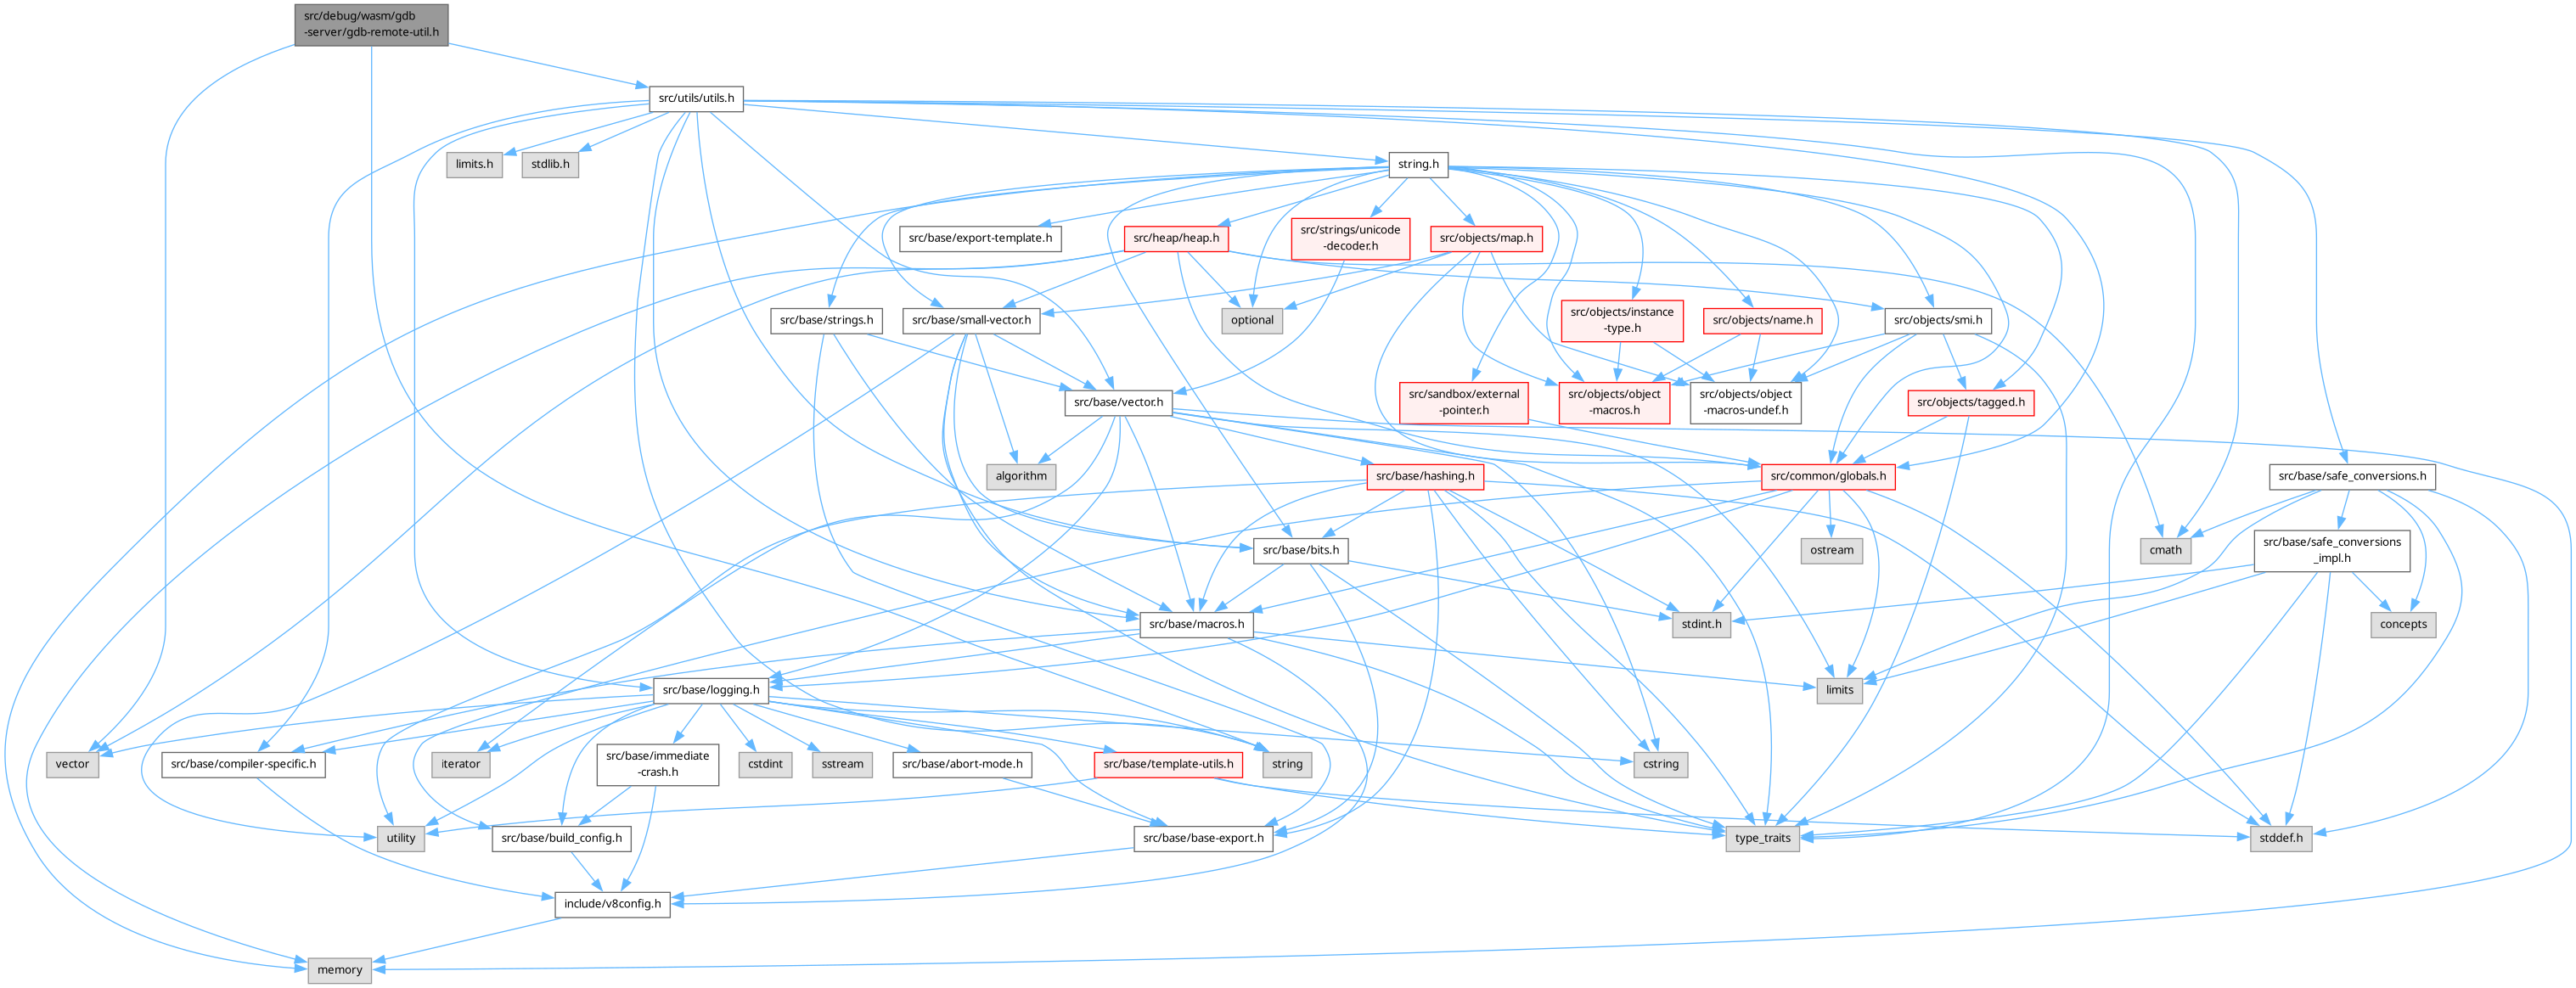 src/debug/wasm/gdb
-server/gdb-remote-util.h
src/utils/utils.h
limits.h
stdlib.h
string.h
src/base/export-template.h
src/heap/heap.h
src/strings/unicode
-decoder.h
src/objects/map.h
src/base/strings.h
src/base/small-vector.h
optional
src/objects/instance
-type.h
src/objects/name.h
src/objects/smi.h
src/base/vector.h
src/sandbox/external
-pointer.h
src/objects/object
-macros.h
src/objects/object
-macros-undef.h
src/objects/tagged.h
algorithm
src/base/hashing.h
src/common/globals.h
src/base/safe_conversions.h
src/base/bits.h
ostream
cmath
src/base/safe_conversions
_impl.h
src/base/macros.h
stdint.h
concepts
src/base/logging.h
limits
vector
src/base/compiler-specific.h
iterator
src/base/immediate
-crash.h
cstdint
sstream
src/base/abort-mode.h
src/base/template-utils.h
string
cstring
utility
src/base/build_config.h
src/base/base-export.h
type_traits
stddef.h
include/v8config.h
memory